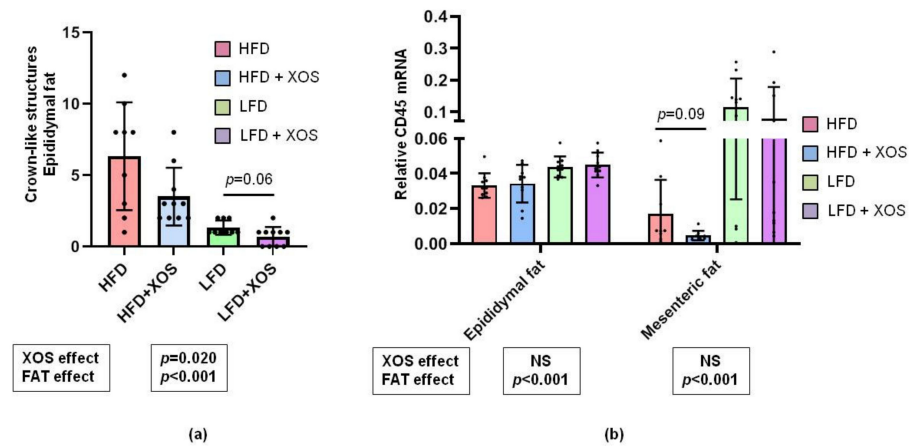 15
10
5
0
Crown-like structures
Epididymal fat
HFD
HFD + XOS
LFD
LFD + XOS
p=0.06
HFD
HFD+XOS
LFD
LFD+XOS
XOS effect
FAT effect
p=0.020
p<0.001
(a)
0.4
0.3
0.2
0.1
0.06
0.04
0.02
0.00
Relative CD45 mRNA
p=0.09
HFD
HFD + XOS
LFD
LFD + XOS
Epididymal fat
Mesenteric fat
XOS effect
FAT effect
NS
p<0.001
NS
p<0.001
(b)